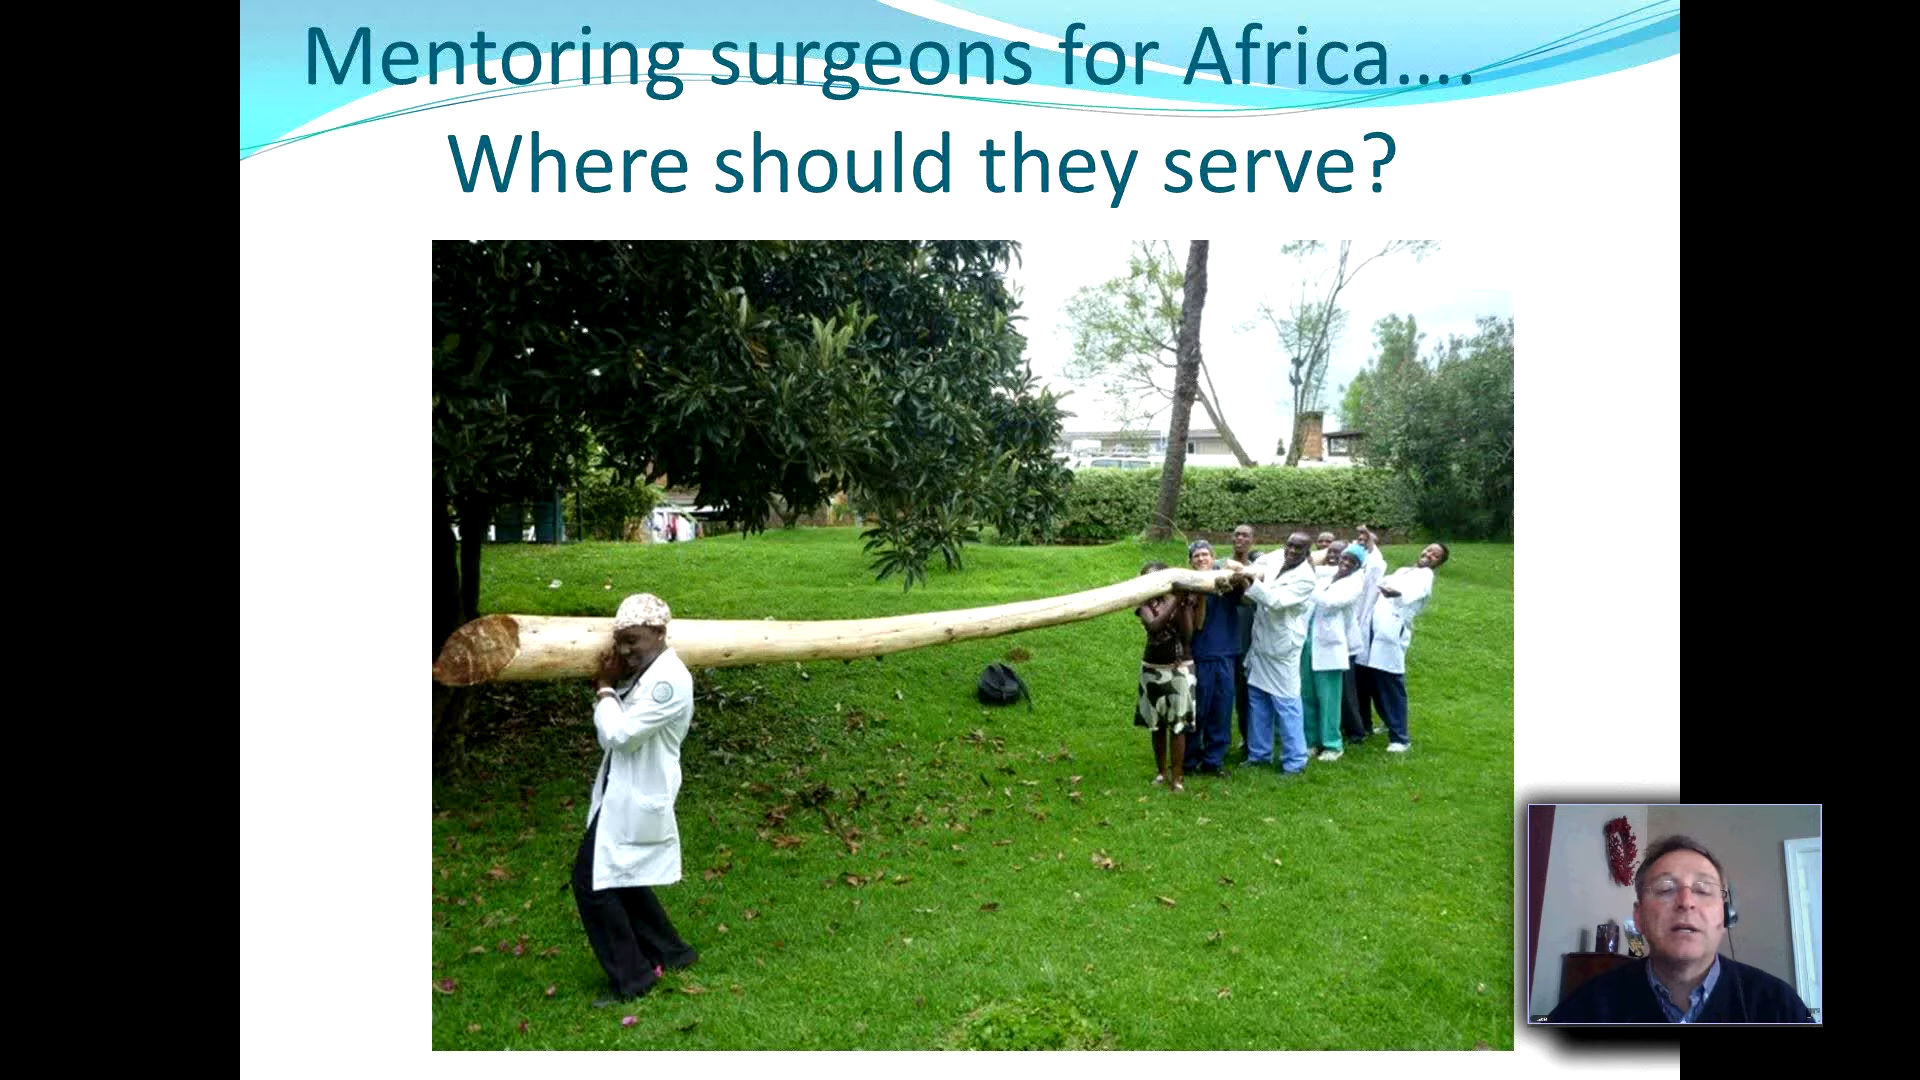 Mentoring surgeons for Africa....
Where should they serve?